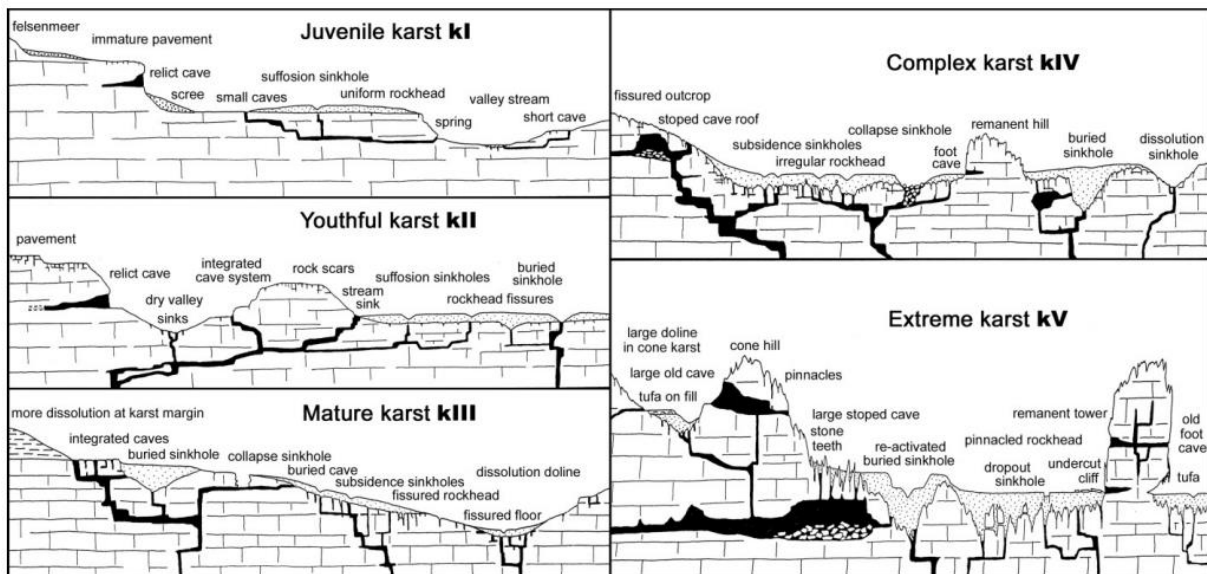 Juvenile karst kI
felsenmeer
immature pavement
relict cave
scree
small caves
suffosion sinkhole
uniform rockhead
spring
valley stream
short cave
Youthful karst kII
pavement
relict cave
dry valley
sinks
integrated
cave system
rock scars
stream
sink
suffosion sinkholes
rockhead fissures
buried
sinkhole
Mature karst kIII
more dissolution at karst margin
integrated caves
buried sinkhole
collapse sinkhole
buried cave
subsidence sinkholes
fissured rockhead
dissolution doline
fissured floor
Complex karst kIV
fissured outcrop
stoped cave roof
subsidence sinkholes
irregular rockhead
collapse sinkhole
foot
cave
remanent hill
buried
sinkhole
dissolution
sinkhole
Extreme karst kV
large doline
in cone karst
cone hill
large old cave
pinnacles
tufa on fill
large stoped cave
stone
teeth
re-activated
buried sinkhole
remanent tower
pinnacled rockhead
dropout
sinkhole
undercut
cliff
old
foot
cave
tufa